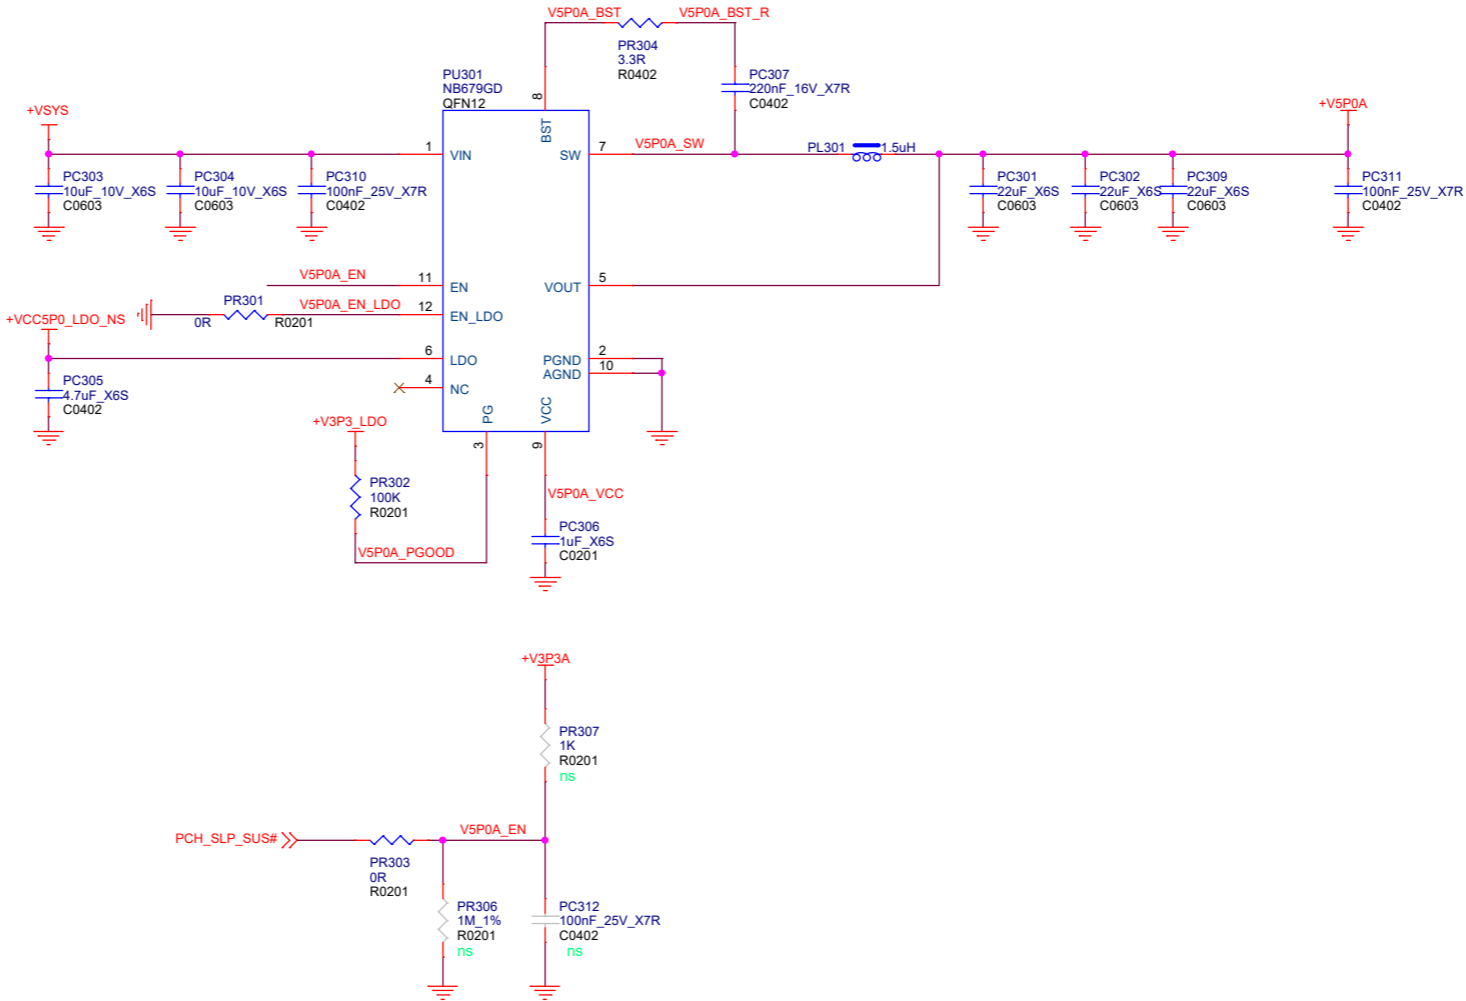 V5P0A_BST
V5P0A_BST_R
PR304
3.3R
R0402
PU301
NB679GD
QFN12
PC307
220nF_16V_X7R
C0402
8
BST
+VSYS
+V5P0A
1
VIN
SW
7
V5P0A_SW
PL301
1.5uH
PC303
10uF_10V_X6S
C0603
PC304
10uF_10V_X6S
C0603
PC310
100nF_25V_X7R
C0402
PC301
22uF_X6S
C0603
PC302
22uF_X6S
C0603
PC309
22uF_X6S
C0603
PC311
100nF_25V_X7R
C0402
V5P0A_EN
11
EN
VOUT
5
PR301
0R
R0201
V5P0A_EN_LDO
12
EN_LDO
+VCC5P0_LDO_NS
6
LDO
PGND
2
AGND
10
4
NC
PC305
4.7uF_X6S
C0402
PG
VCC
3
9
+V3P3_LDO
PR302
100K
R0201
V5P0A_VCC
PC306
1uF_X6S
C0201
V5P0A_PGOOD
+V3P3A
PR307
1K
R0201
ns
PCH_SLP_SUS#
V5P0A_EN
PR303
0R
R0201
PR306
1M_1%
R0201
ns
PC312
100nF_25V_X7R
C0402
ns